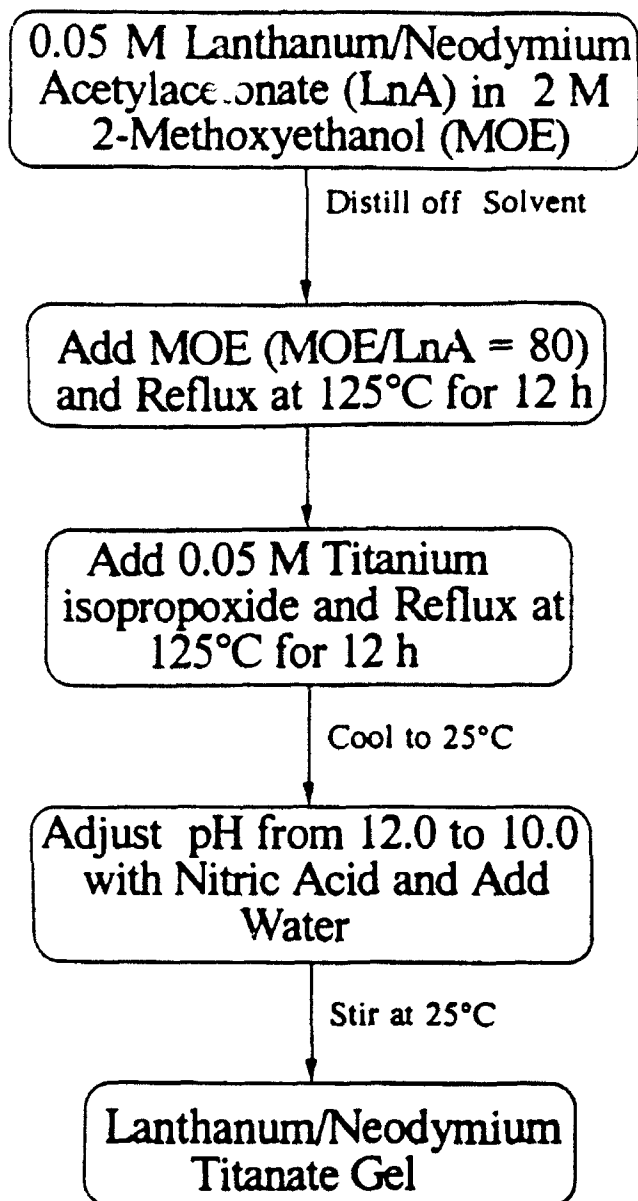 0.05 M Lanthanum/Neodymium
(LnA) in 2 M
2-Methoxyethanol (MOE)
Distill off Solvent
Add MOE (MOE/LnA = 80)
and Reflux at 125°C for 12 h
Add 0.05 M Titanium
isopropoxide and Reflux at
125°C for 12 h
Cool to 25°C
Adjust pH from 12.0 to 10.0
with Nitric Acid and Add
Water
Stir at 25°C
Lanthanum/Neodymium
Titanate Gel